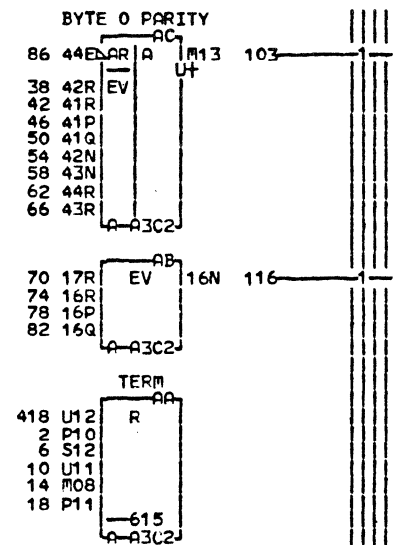 BYTE 0 PARITY
AC
86 44E AR A M13 103 1
U+
38 42R EV
42 41R
46 41P
50 41Q
54 42N
58 43N
62 44R
66 43R
A A3C2
AB
70 17R EV 16N 116 1
74 16R
78 16P
82 16Q
A A3C2
TERM
AA
418 U12 R
2 P10
6 S12
10 U11
14 M08
18 P11
615
A A3C2